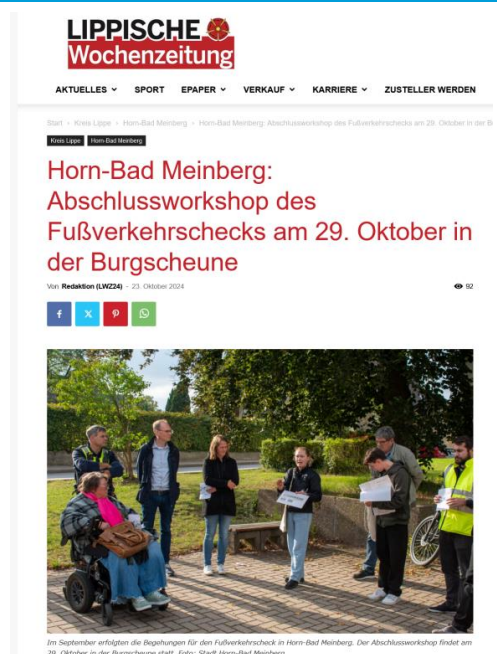 LIPPISCHE
Wochenzeitung
AKTUELLES SPORT EPAPER VERKAUF KARRIERE ZUSTELLER WERDEN
Start › Kreis Lippe › Horn-Bad Meinberg › Horn-Bad Meinberg: Abschlussworkshop des Fußverkehrschecks am 29. Oktober in der B
Kreis Lippe Horn-Bad Meinberg
Horn-Bad Meinberg:
Abschlussworkshop des
Fußverkehrschecks am 29. Oktober in
der Burgscheune
Von Redaktion (LWZ24) - 23. Oktober 2024 92
Im September erfolgten die Begehungen für den Fußverkehrscheck in Horn-Bad Meinberg. Der Abschlussworkshop findet am
29. Oktober in der Burgscheune statt. Foto: Stadt Horn-Bad Meinberg